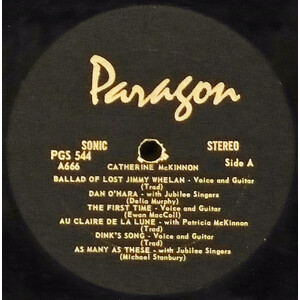 Paragon
SONIC STEREO
PGS 544
A666 CATHERINE McKINNON Side A
BALLAD OF LOST JIMMY WHELAN - Voice and Guitar
(Trad)
DAN O'HARA - with Jubilee Singers
(Delia Murphy)
THE FIRST TIME - Voice and Guitar
(Ewan MacColl)
AU CLAIRE DE LA LUNE - with Patricia McKinnon
(Trad)
DINK'S SONG - Voice and Guitar
(Trad)
AS MANY AS THESE - with Jubilee Singers
(Michael Stanbury)